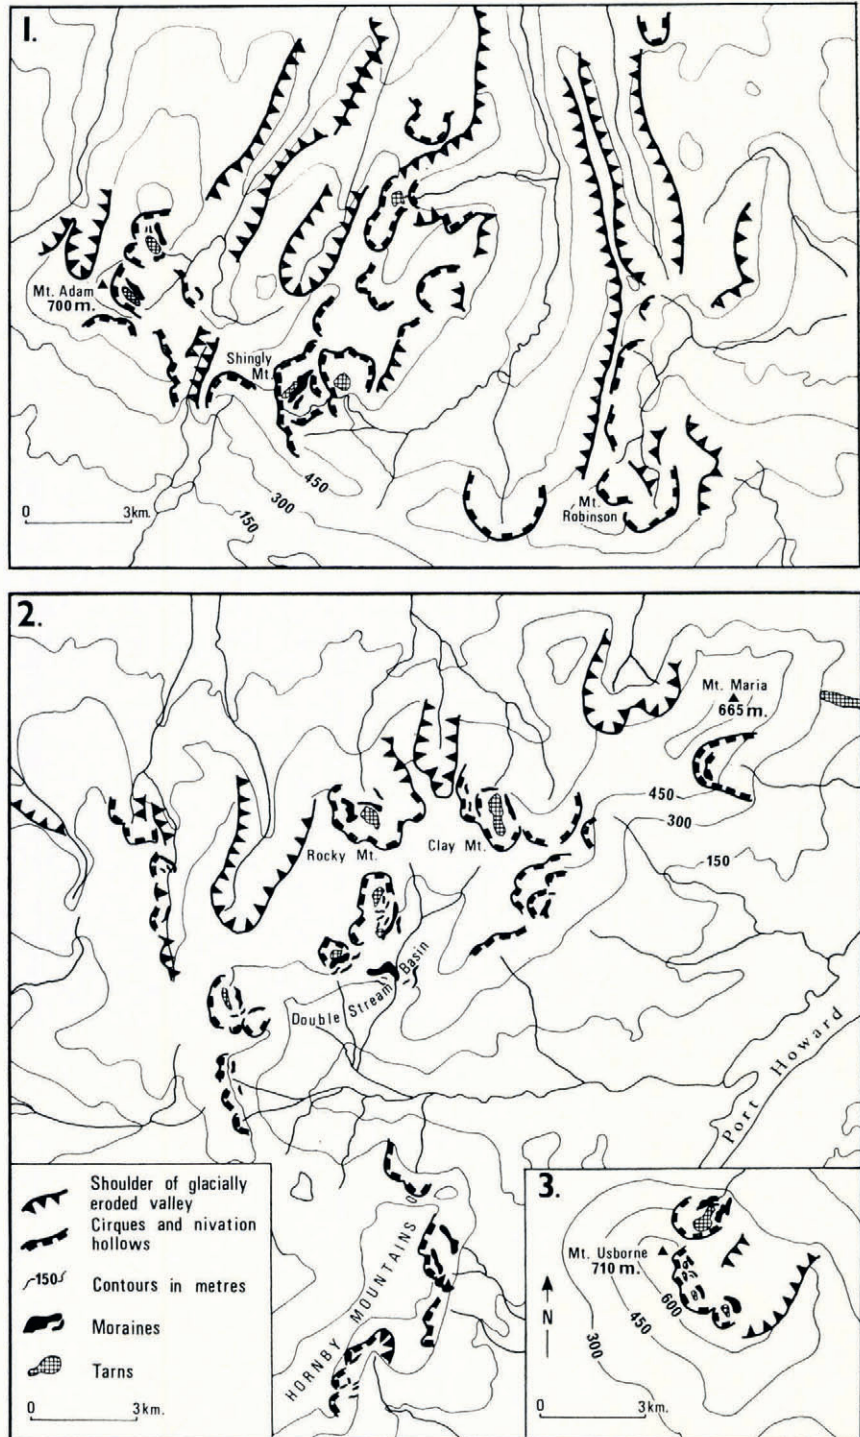 1.
Mt. Adam
700 m.
Shingly
Mt.
Mt.
Robinson
450
300
150
0 3km.
2.
Mt. Maria
665 m.
450
300
150
Rocky Mt.
Clay Mt.
Double Stream Basin
Port Howard
HORNBY MOUNTAINS
Shoulder of glacially
eroded valley
Cirques and nivation
hollows
150 Contours in metres
Moraines
Tarns
0 3km.
3.
Mt. Usborne
710 m.
600
450
300
N
0 3km.